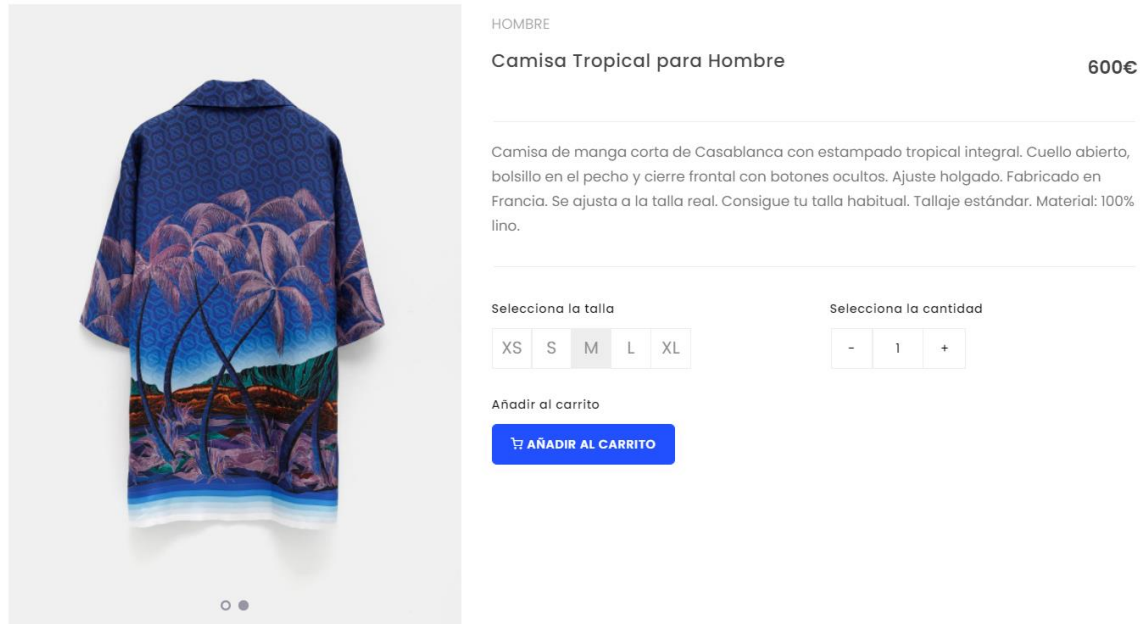 HOMBRE
Camisa Tropical para Hombre
600€
Camisa de manga corta de Casablanca con estampado tropical integral. Cuello abierto,
bolsillo en el pecho y cierre frontal con botones ocultos. Ajuste holgado. Fabricado en
Francia. Se ajusta a la talla real. Consigue tu talla habitual. Tallaje estándar. Material: 100%
lino.
Selecciona la talla
XS S M L XL
Selecciona la cantidad
- 1 +
Añadir al carrito
AÑADIR AL CARRITO